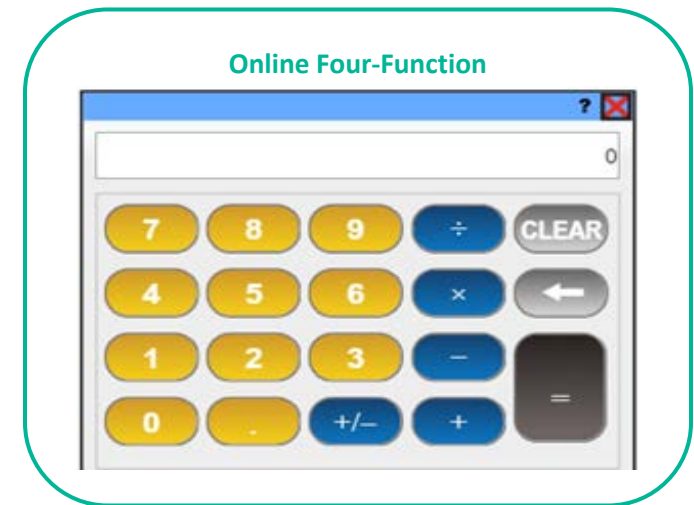 Online Four-Function
?
0
7 8 9 ÷ CLEAR
4 5 6 ×
1 2 3 −
=
0 . +/− +